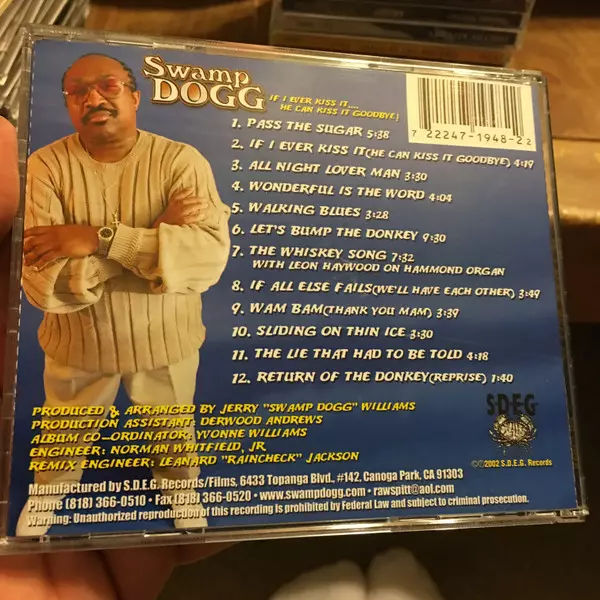 Swamp
DOGG
IF I EVER KISS IT....
HE CAN KISS IT GOODBYE!
7 22247-1948-2 2
1. PASS THE SUGAR 5:38
2. IF I EVER KISS IT(HE CAN KISS IT GOODBYE) 4:19
3. ALL NIGHT LOVER MAN 3:30
4. WONDERFUL IS THE WORD 4:04
5. WALKING BLUES 3:28
6. LET'S BUMP THE DONKEY 9:30
7. THE WHISKEY SONG 7:32
WITH LEON HAYWOOD ON HAMMOND ORGAN
8. IF ALL ELSE FAILS(WE'LL HAVE EACH OTHER) 3:49
9. WAM BAM(THANK YOU MAM) 3:39
10. SLIDING ON THIN ICE 3:30
11. THE LIE THAT HAD TO BE TOLD 4:18
12. RETURN OF THE DONKEY(REPRISE) 1:40
PRODUCED & ARRANGED BY JERRY "SWAMP DOGG" WILLIAMS
PRODUCTION ASSISTANT: DERWOOD ANDREWS
ALBUM CO-ORDINATOR: YVONNE WILLIAMS
ENGINEER: NORMAN WHITFIELD, JR.
REMIX ENGINEER: LEANARD "RAINCHECK" JACKSON
S.D.E.G
©℗2002 S.D.E.G. Records
Manufactured by S.D.E.G. Records/Films, 6433 Topanga Blvd., #142, Canoga Park, CA 91303
Phone (818) 366-0510 • Fax (818) 366-0520 • www.swampdogg.com • rawspitt@aol.com
Warning: Unauthorized reproduction of this recording is prohibited by Federal Law and subject to criminal prosecution.